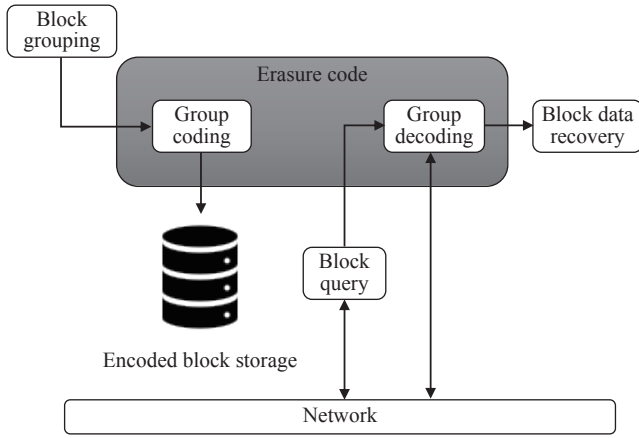 Block
grouping
Erasure code
Group
coding
Group
decoding
Block data
recovery
Block
query
Encoded block storage
Network